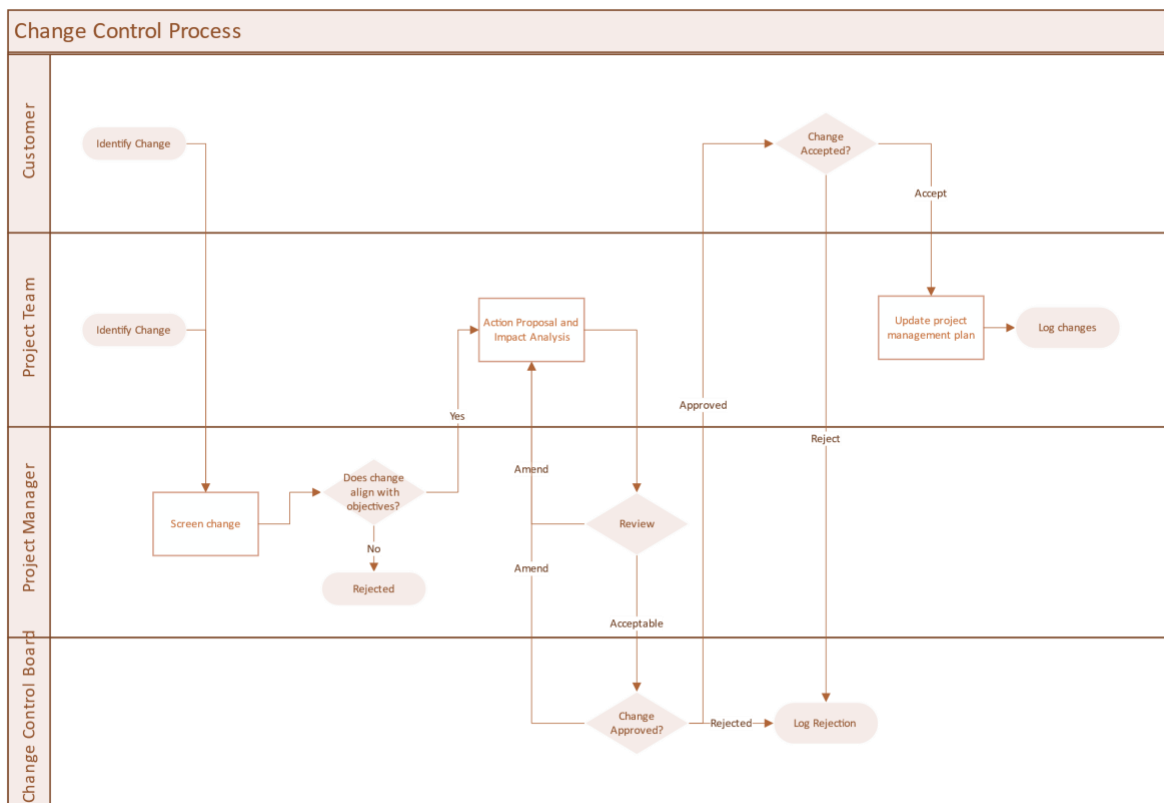 Change Control Process
Customer
Identify Change
Change
Accepted?
Accept
Project Team
Identify Change
Action Proposal and
Impact Analysis
Update project
management plan
Log changes
Yes
Approved
Project Manager
Reject
Amend
Does change
align with
objectives?
Screen change
Review
No
Amend
Rejected
Acceptable
Change Control Board
Change
Approved?
Rejected
Log Rejection